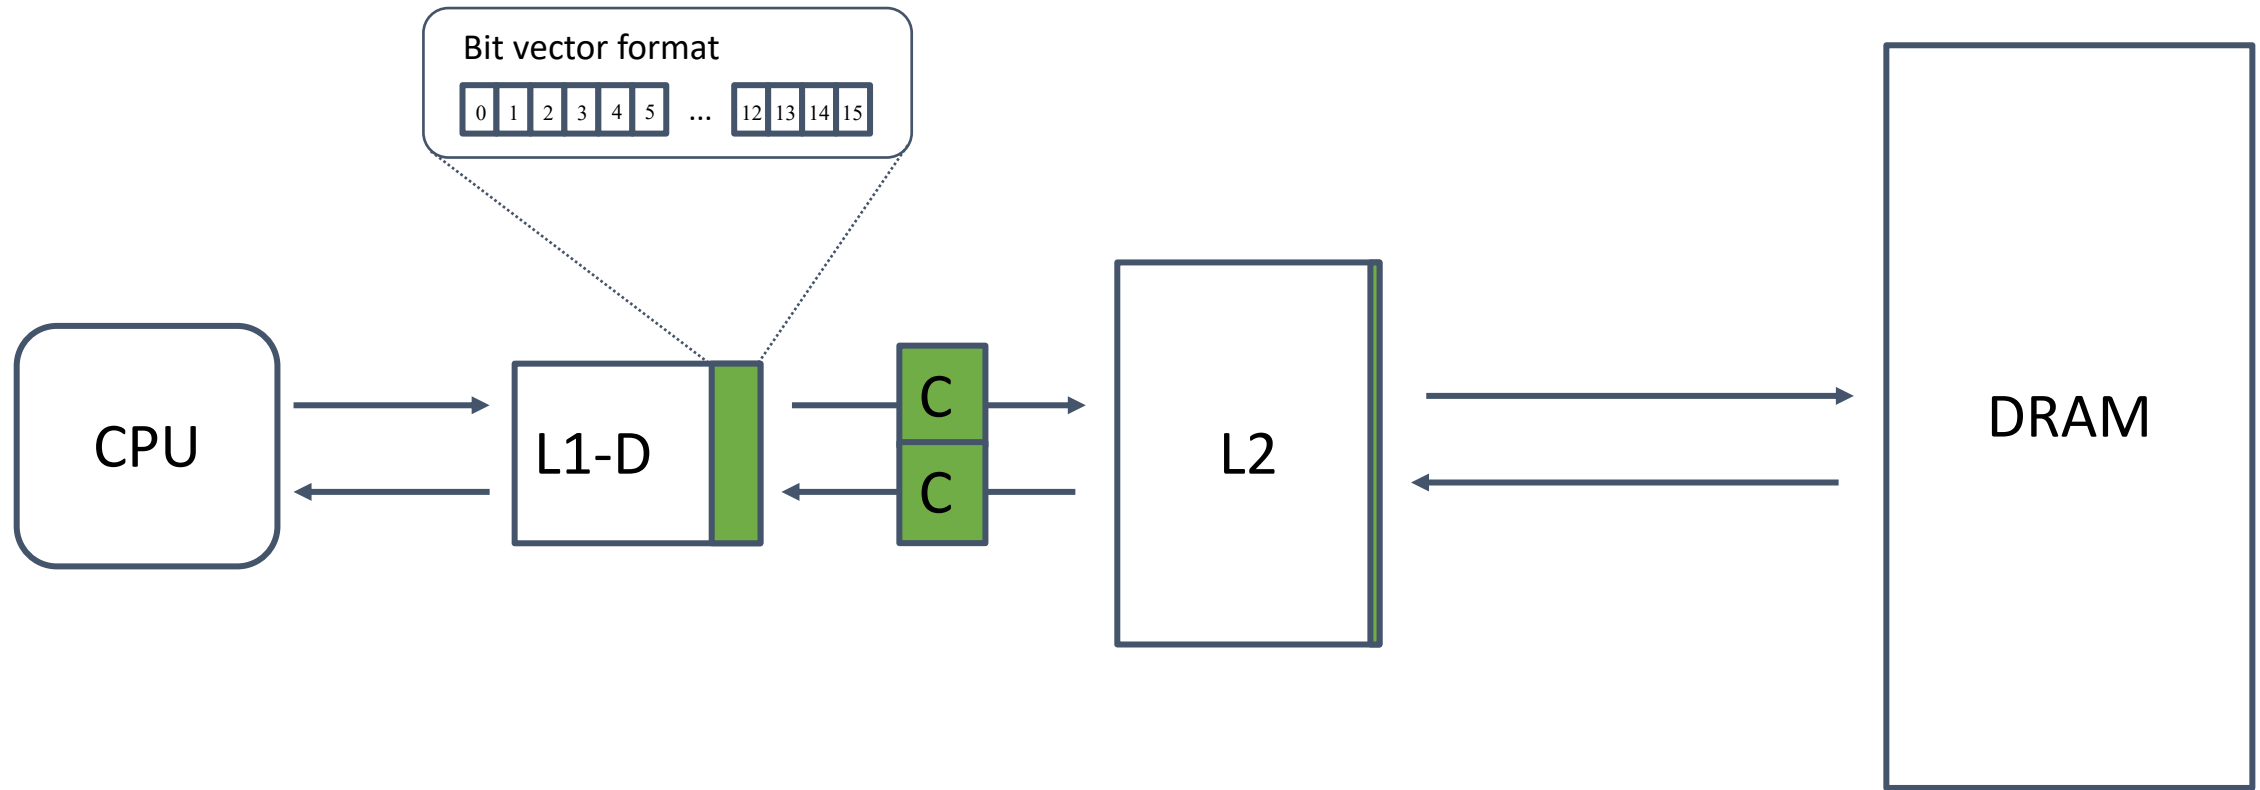 Bit vector format
0 1 2 3 4 5 ... 12 13 14 15
CPU
L1-D
C
C
L2
DRAM